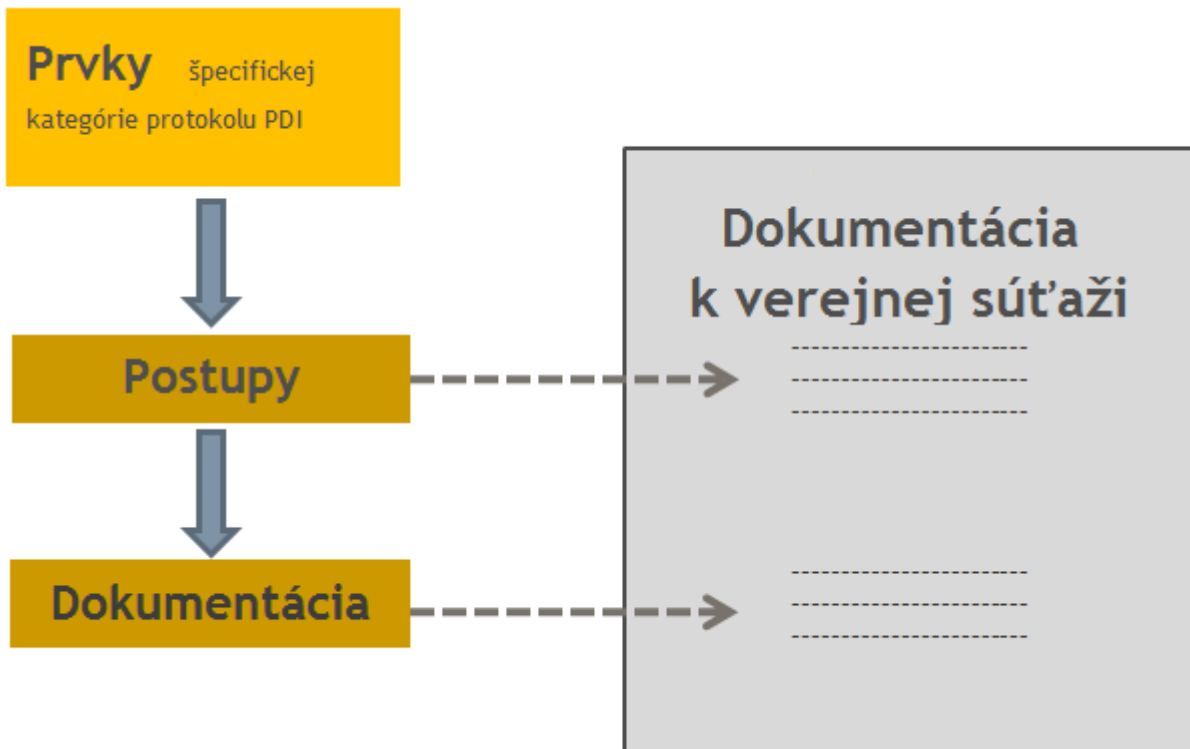 Prvky špecifickej
kategórie protokolu PDI
Dokumentácia
k verejnej súťaži
Postupy
Dokumentácia